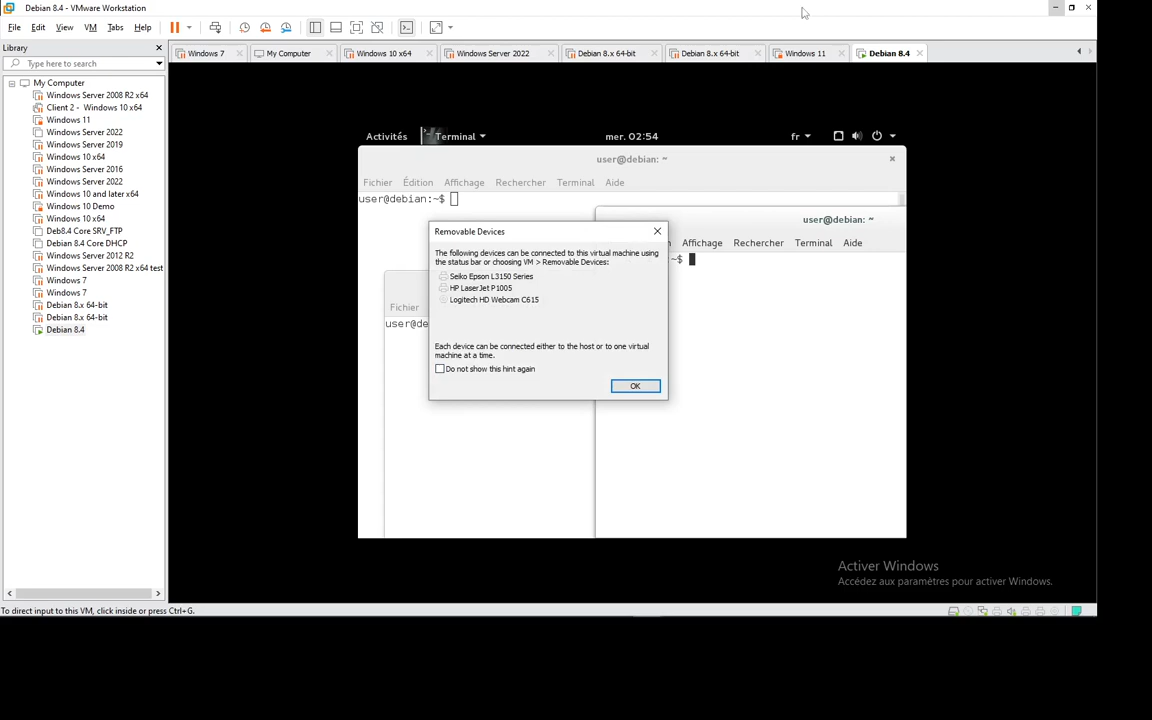 Debian 8.4 - VMware Workstation
File Edit View VM Tabs Help
Library
Type here to search
Windows 7 My Computer Windows 10 x64 Windows Server 2022 Debian 8.x 64-bit Debian 8.x 64-bit Windows 11 Debian 8.4
My Computer
Windows Server 2008 R2 x64
Client 2 - Windows 10 x64
Windows 11
Windows Server 2022
Windows Server 2019
Windows 10 x64
Windows Server 2016
Windows Server 2022
Windows 10 and later x64
Windows 10 Demo
Windows 10 x64
Deb8.4 Core SRV_FTP
Debian 8.4 Core DHCP
Windows Server 2012 R2
Windows Server 2008 R2 x64 test
Windows 7
Windows 7
Debian 8.x 64-bit
Debian 8.x 64-bit
Debian 8.4
Activités Terminal mer. 02:54 fr
user@debian: ~
Fichier Édition Affichage Rechercher Terminal Aide
user@debian:~$
user@debian: ~
Affichage Rechercher Terminal Aide
~$
Fichier
user@de
Removable Devices
The following devices can be connected to this virtual machine using
the status bar or choosing VM > Removable Devices:
Seiko Epson L3150 Series
HP LaserJet P1005
Logitech HD Webcam C615
Each device can be connected either to the host or to one virtual
machine at a time.
Do not show this hint again
OK
Activer Windows
Accédez aux paramètres pour activer Windows.
To direct input to this VM, click inside or press Ctrl+G.